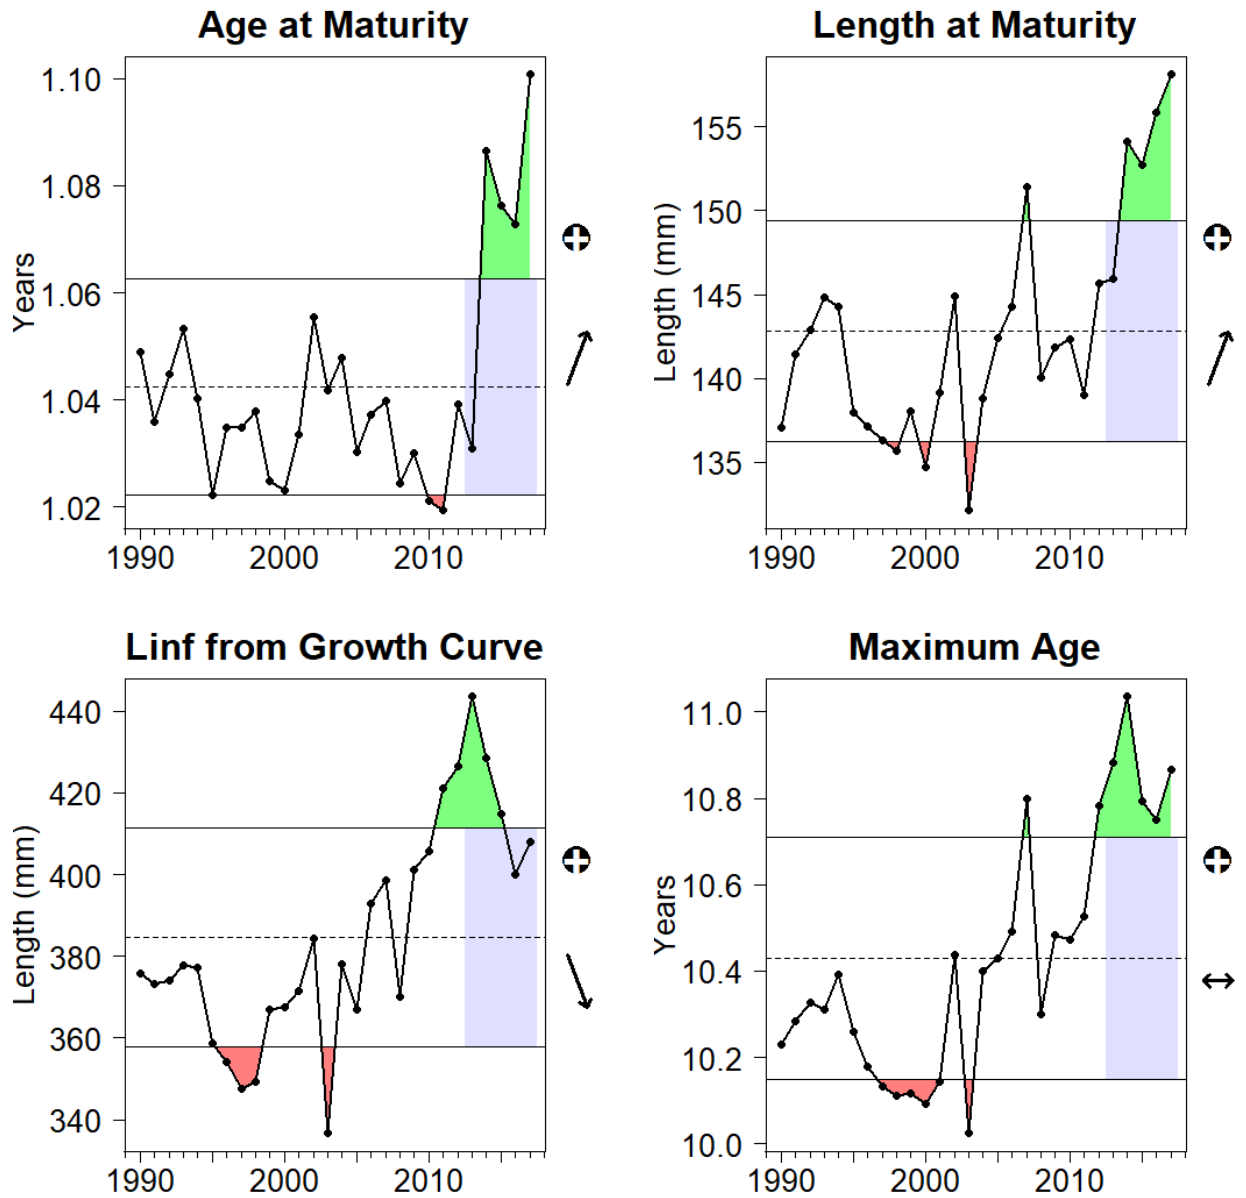 Age at Maturity
Years
1.10
1.08
1.06
1.04
1.02
1990 2000 2010
Length at Maturity
Length (mm)
155
150
145
140
135
1990 2000 2010
Linf from Growth Curve
Length (mm)
440
420
400
380
360
340
1990 2000 2010
Maximum Age
Years
11.0
10.8
10.6
10.4
10.2
10.0
1990 2000 2010